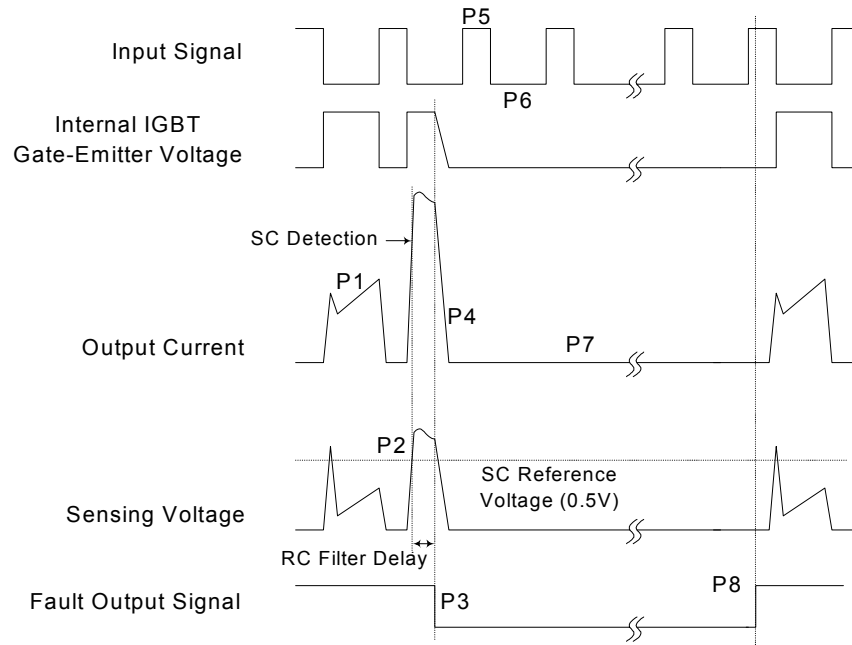 P5
Input Signal
P6
Internal IGBT
Gate-Emitter Voltage
SC Detection
P1
P4
Output Current
P7
P2
SC Reference
Voltage (0.5V)
Sensing Voltage
RC Filter Delay
P8
Fault Output Signal
P3